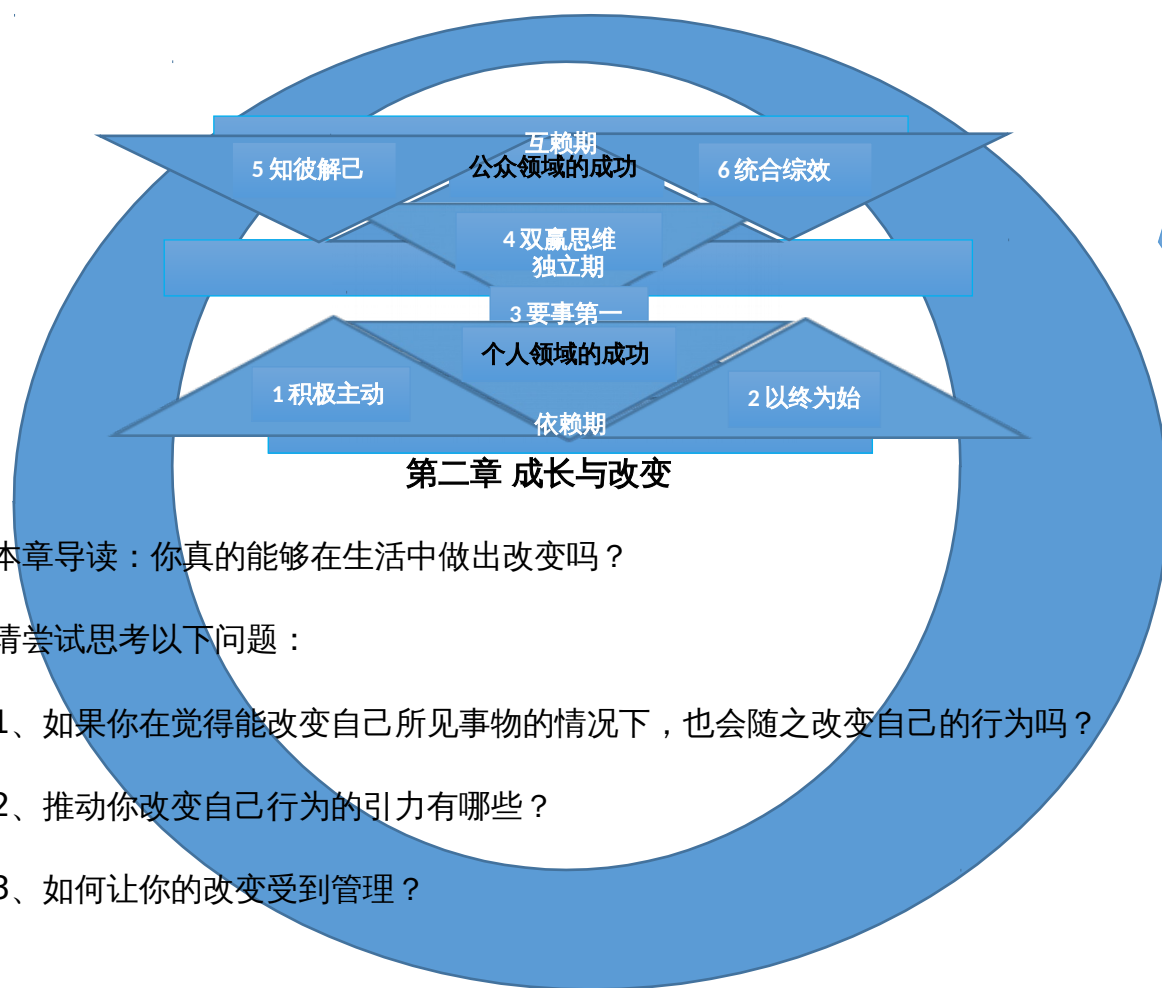 互赖期
公众领域的成功
5 知彼解己
6 统合综效
4 双赢思维
独立期
3 要事第一
个人领域的成功
1 积极主动
2 以终为始
依赖期
第二章 成长与改变
本章导读：你真的能够在生活中做出改变吗？
请尝试思考以下问题：
1、如果你在觉得能改变自己所见事物的情况下，也会随之改变自己的行为吗？
2、推动你改变自己行为的引力有哪些？
3、如何让你的改变受到管理？